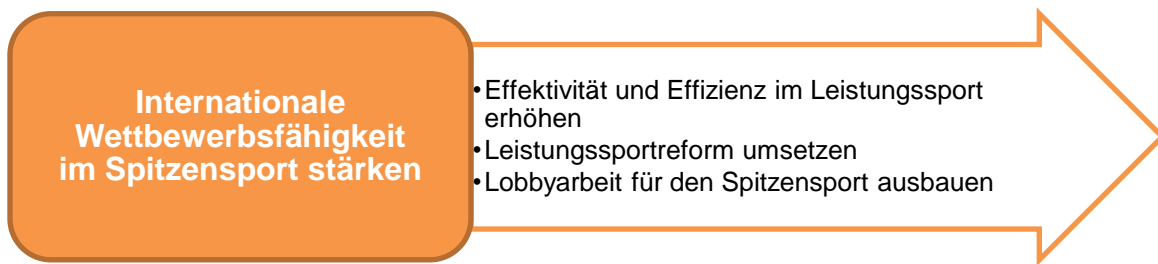 Internationale
Wettbewerbsfähigkeit
im Spitzensport stärken
•Effektivität und Effizienz im Leistungssport
erhöhen
•Leistungssportreform umsetzen
•Lobbyarbeit für den Spitzensport ausbauen